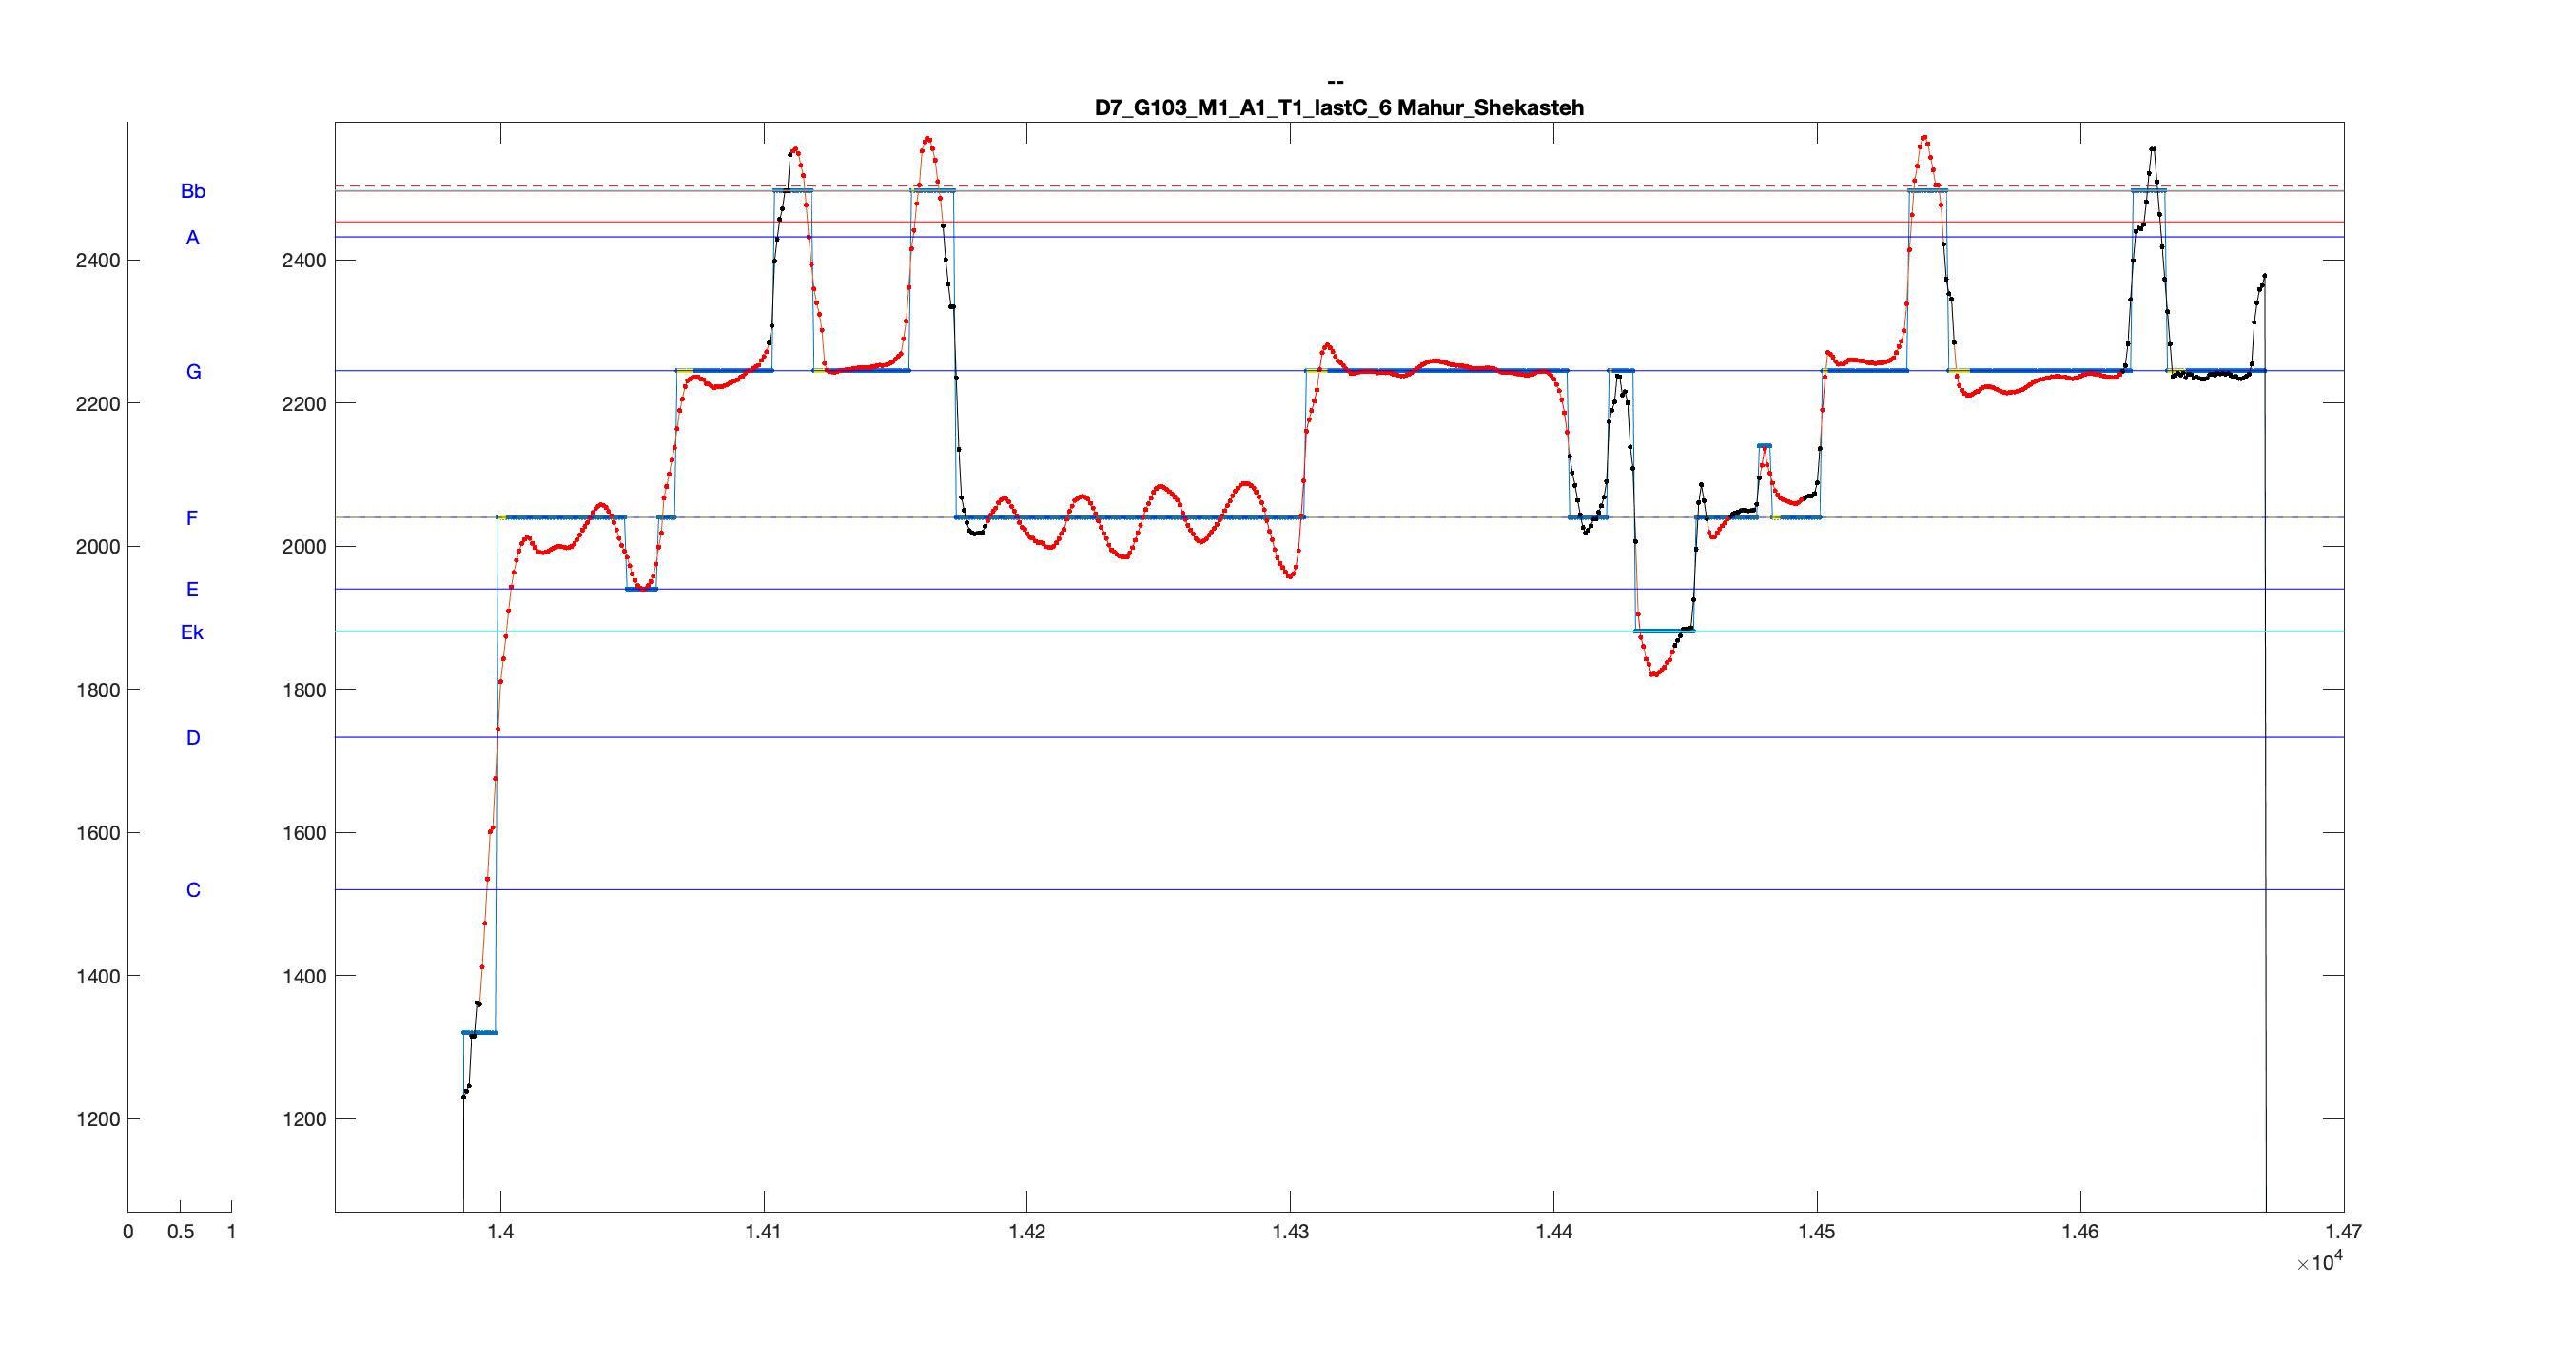 --
D7_G103_M1_A1_T1_lastC_6 Mahur_Shekasteh
Bb
A
2400
2400
G
2200
2200
F
2000
2000
E
Ek
1800
1800
D
1600
1600
C
1400
1400
1200
1200
0 0.5 1
1.4 1.41 1.42 1.43 1.44 1.45 1.46 1.47
×10^4